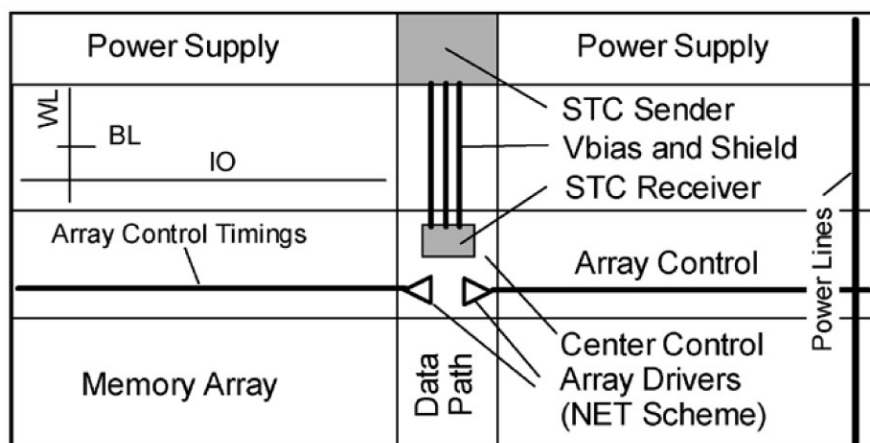 Power Supply
Power Supply
STC Sender
WL
BL
Vbias and Shield
IO
STC Receiver
Array Control Timings
Array Control
Power Lines
Center Control
Memory Array
Data
Path
Array Drivers
(NET Scheme)